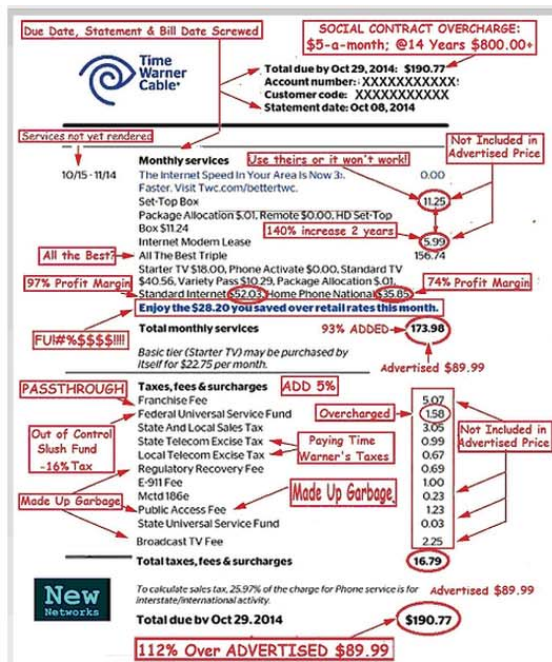 Due Date, Statement & Bill Date Screwed
SOCIAL CONTRACT OVERCHARGE:
$5-a-month; @14 Years $800.00+
Time
Warner
Cable®
Total due by Oct 29, 2014: $190.77
Account number: XXXXXXXXXXX
Customer code: XXXXXXXXXXX
Statement date: Oct 08, 2014
Services not yet rendered
Not Included in
Advertised Price
Monthly services
Use theirs or it won't work!
10/15 - 11/14
The Internet Speed In Your Area Is Now 3x 0.00
Faster. Visit Twc.com/bettertwc.
Set-Top Box 11.25
Package Allocation $.01, Remote $0.00, HD Set-Top
Box $11.24
140% increase 2 years
Internet Modem Lease 5.99
All the Best?
All The Best Triple 156.74
Starter TV $18.00, Phone Activate $0.00, Standard TV
$40.56, Variety Pass $10.29, Package Allocation $.01,
97% Profit Margin
74% Profit Margin
Standard Internet $52.03, Home Phone National $35.85
Enjoy the $28.20 you saved over retail rates this month.
FU!#%$$$$!!!!
Total monthly services 93% ADDED 173.98
Basic tier (Starter TV) may be purchased by
itself for $22.75 per month.
Advertised $89.99
PASSTHROUGH
Taxes, fees & surcharges ADD 5%
Franchise Fee 5.07
Federal Universal Service Fund Overcharged 1.58
State And Local Sales Tax 3.05
Out of Control
Slush Fund
-16% Tax
State Telecom Excise Tax 0.99
Local Telecom Excise Tax 0.67
Paying Time
Warner's Taxes
Not Included in
Advertised Price
Regulatory Recovery Fee 0.69
E-911 Fee 1.00
Mctd 186e 0.23
Made Up Garbage
Made Up Garbage
Public Access Fee 1.23
State Universal Service Fund 0.03
Broadcast TV Fee 2.25
Total taxes, fees & surcharges 16.79
New
Networks
To calculate sales tax, 25.97% of the charge for Phone service is for
interstate/international activity.
Advertised $89.99
Total due by Oct 29, 2014 $190.77
112% Over ADVERTISED $89.99